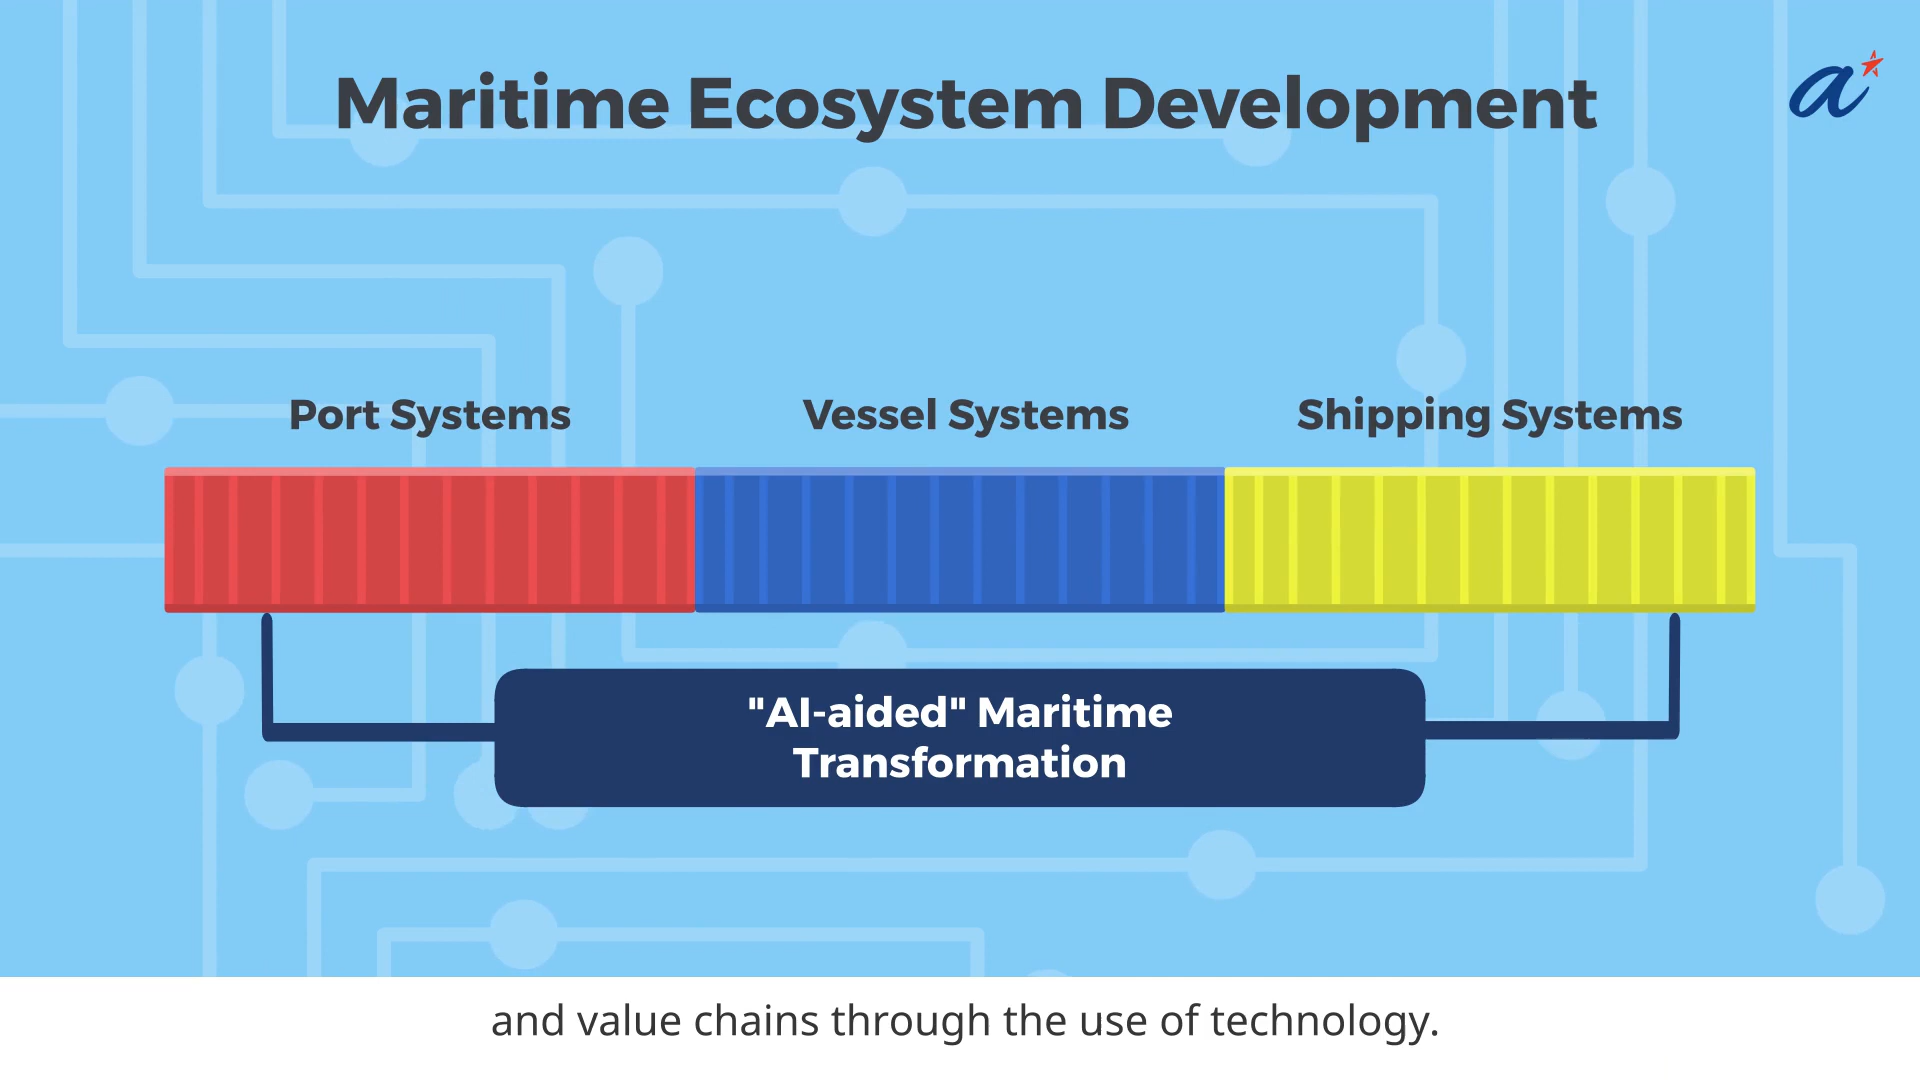 Maritime Ecosystem Development
a
Port Systems
Vessel Systems
Shipping Systems
"AI-aided" Maritime
Transformation
and value chains through the use of technology.